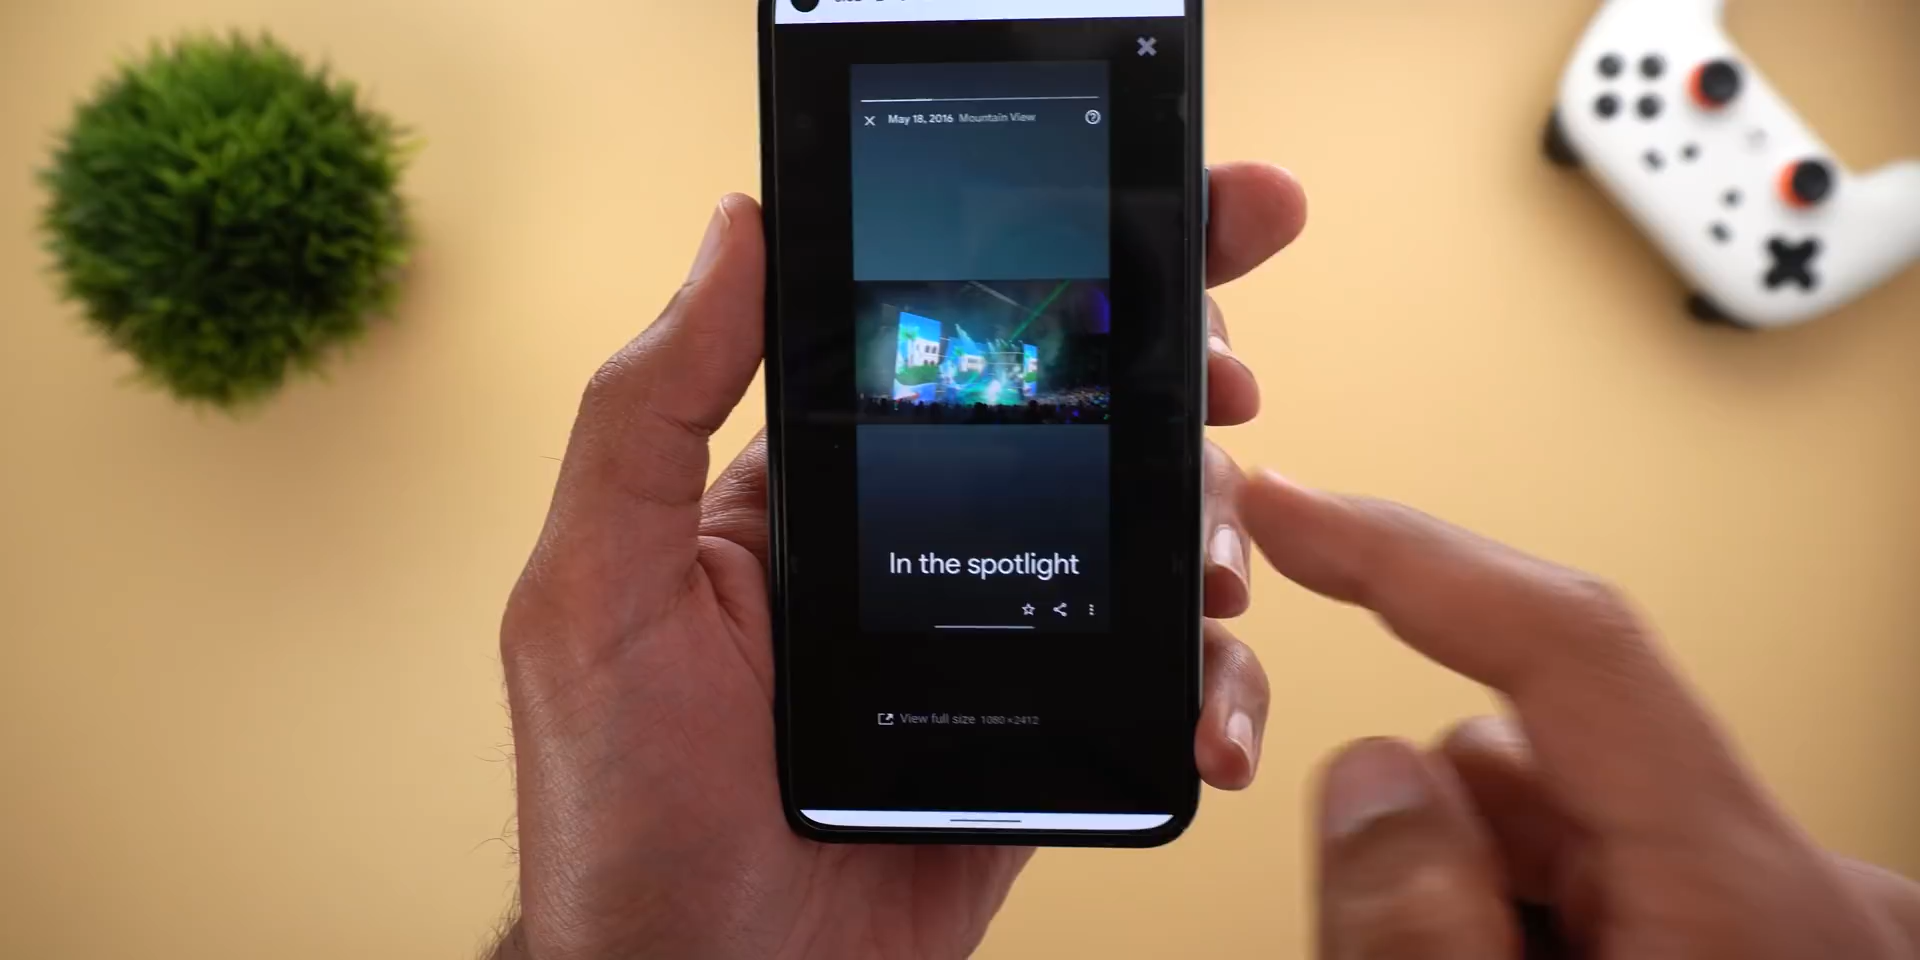 May 18, 2016 Mountain View
In the spotlight
View full size 1080×2412